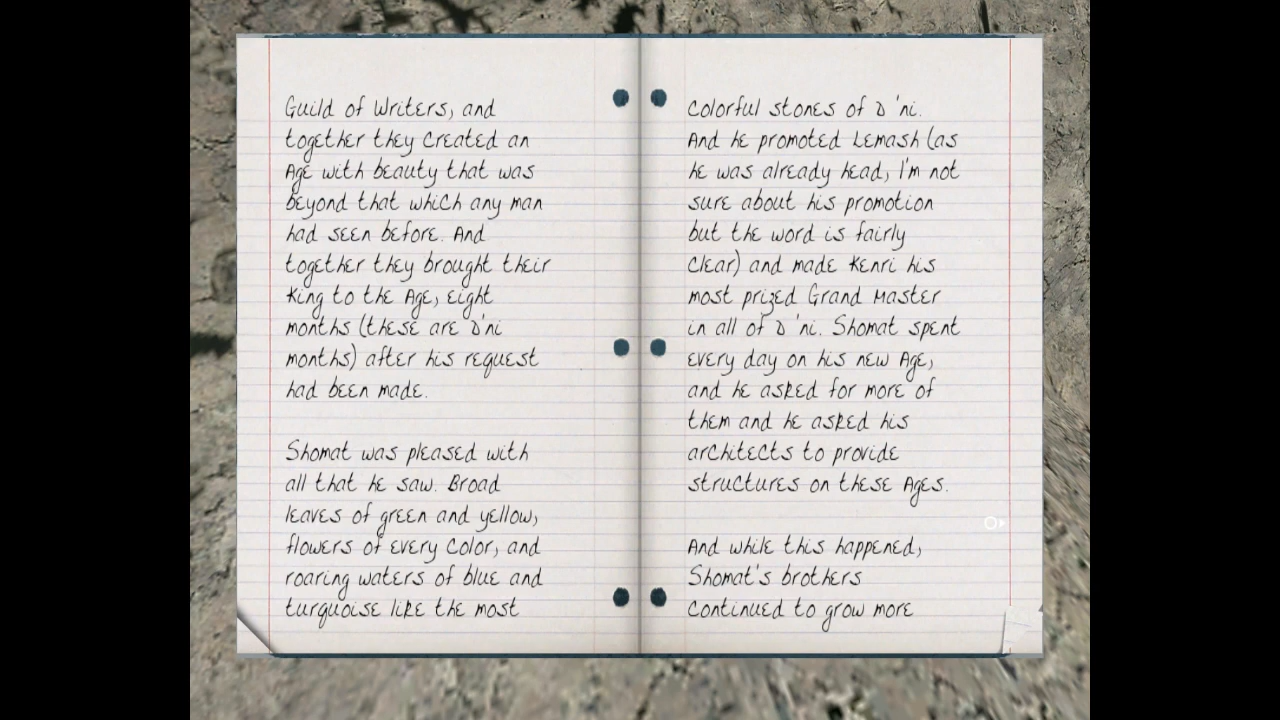 Guild of Writers, and
together they created an
Age with beauty that was
beyond that which any man
had seen before. And
together they brought their
King to the Age, eight
months (these are D'ni
months) after his request
had been made.
Shomat was pleased with
all that he saw. Broad
leaves of green and yellow,
flowers of every color, and
roaring waters of blue and
turquoise like the most
colorful stones of D'ni.
And he promoted Lemash (as
he was already head, I'm not
sure about his promotion
but the word is fairly
clear) and made Kenri his
most prized Grand Master
in all of D'ni. Shomat spent
every day on his new Age,
and he asked for more of
them and he asked his
architects to provide
structures on these Ages.
And while this happened,
Shomat's brothers
continued to grow more